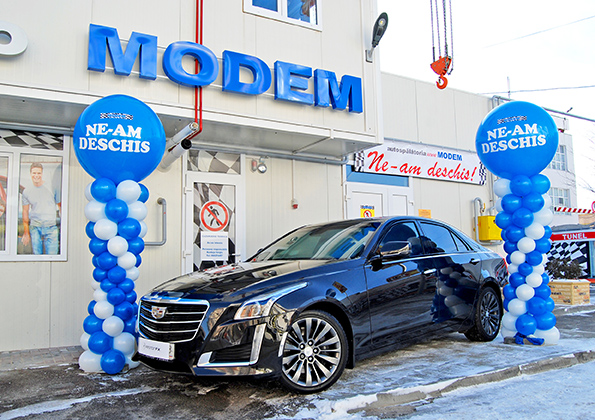 MODEM
NE-AM
DESCHIS
autospălătoria MODEM
Ne-am deschis!
NE-AM
DESCHIS
TUNEL